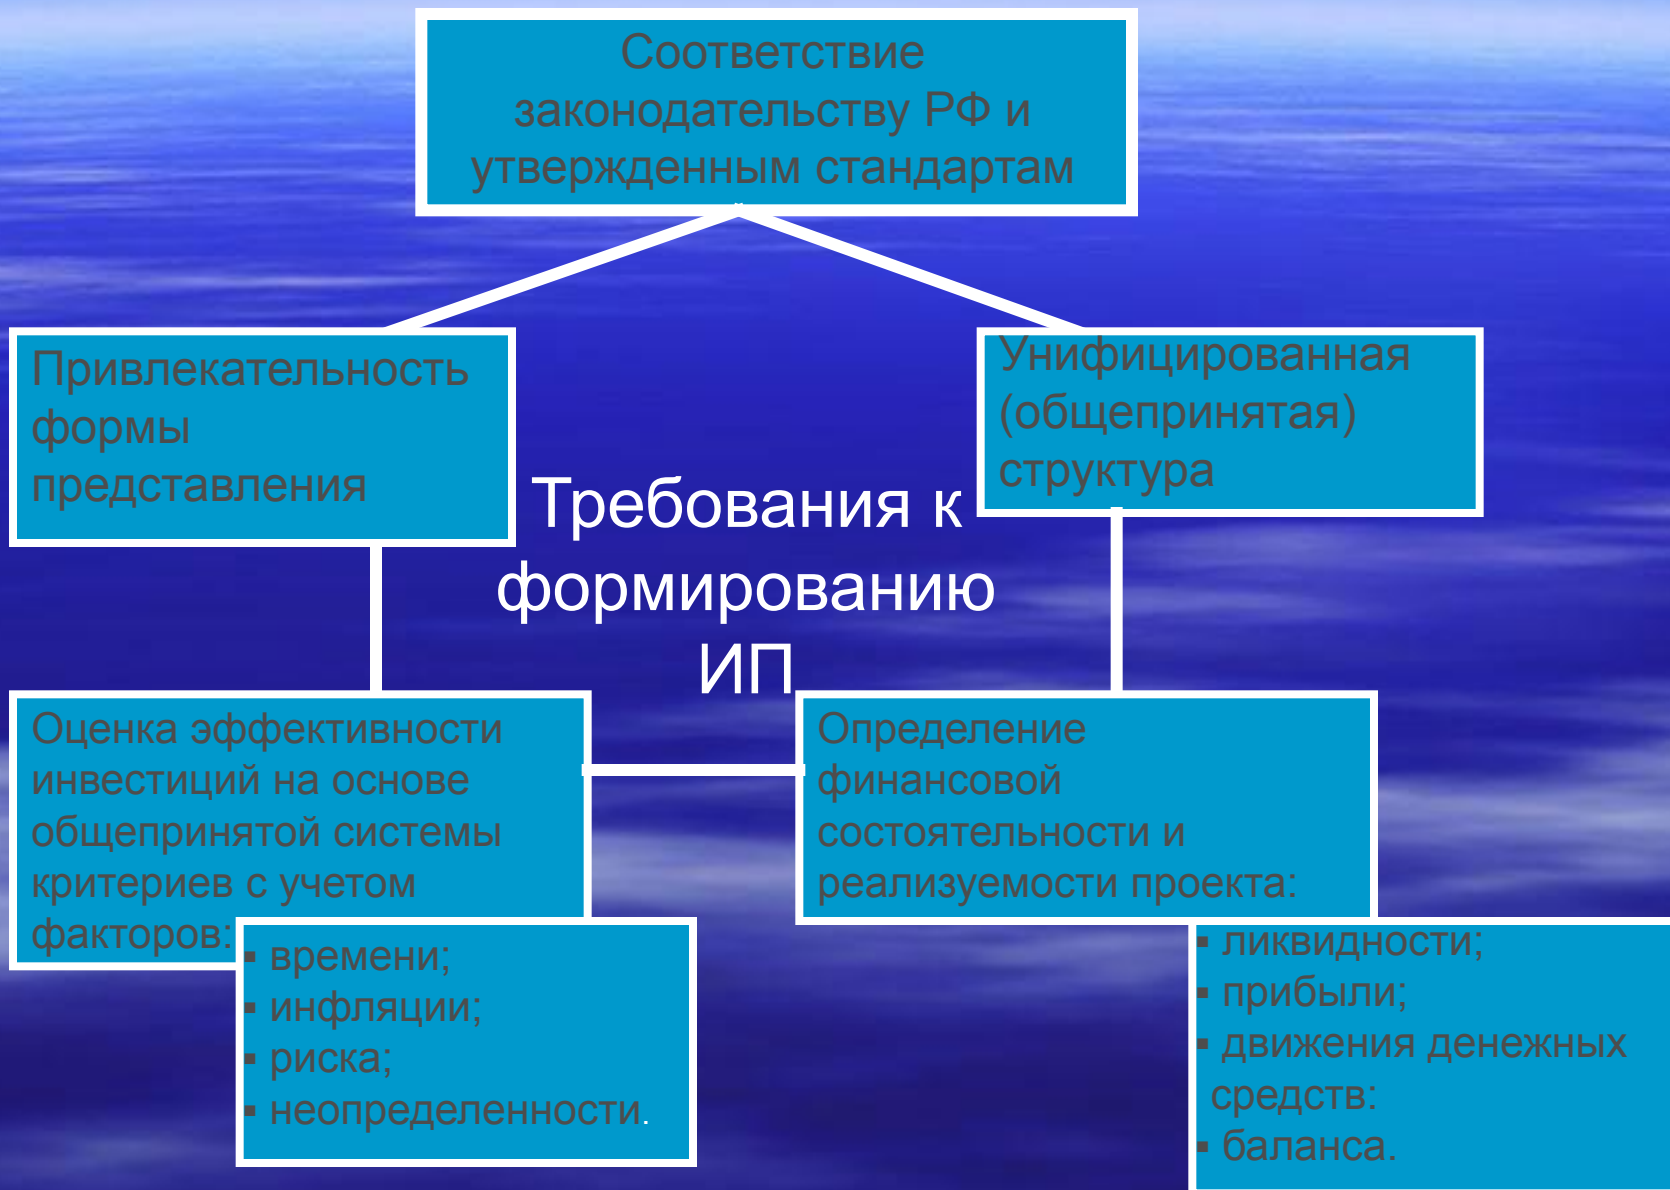 Соответствие
законодательству РФ и
утвержденным стандартам
Привлекательность
формы
представления
Унифицированная
(общепринятая)
структура
Требования к
формированию
ИП
Оценка эффективности
инвестиций на основе
общепринятой системы
критериев с учетом
факторов:
▪ времени;
▪ инфляции;
▪ риска;
▪ неопределенности.
Определение
финансовой
состоятельности и
реализуемости проекта:
▪ ликвидности;
▪ прибыли;
▪ движения денежных
средств:
▪ баланса.